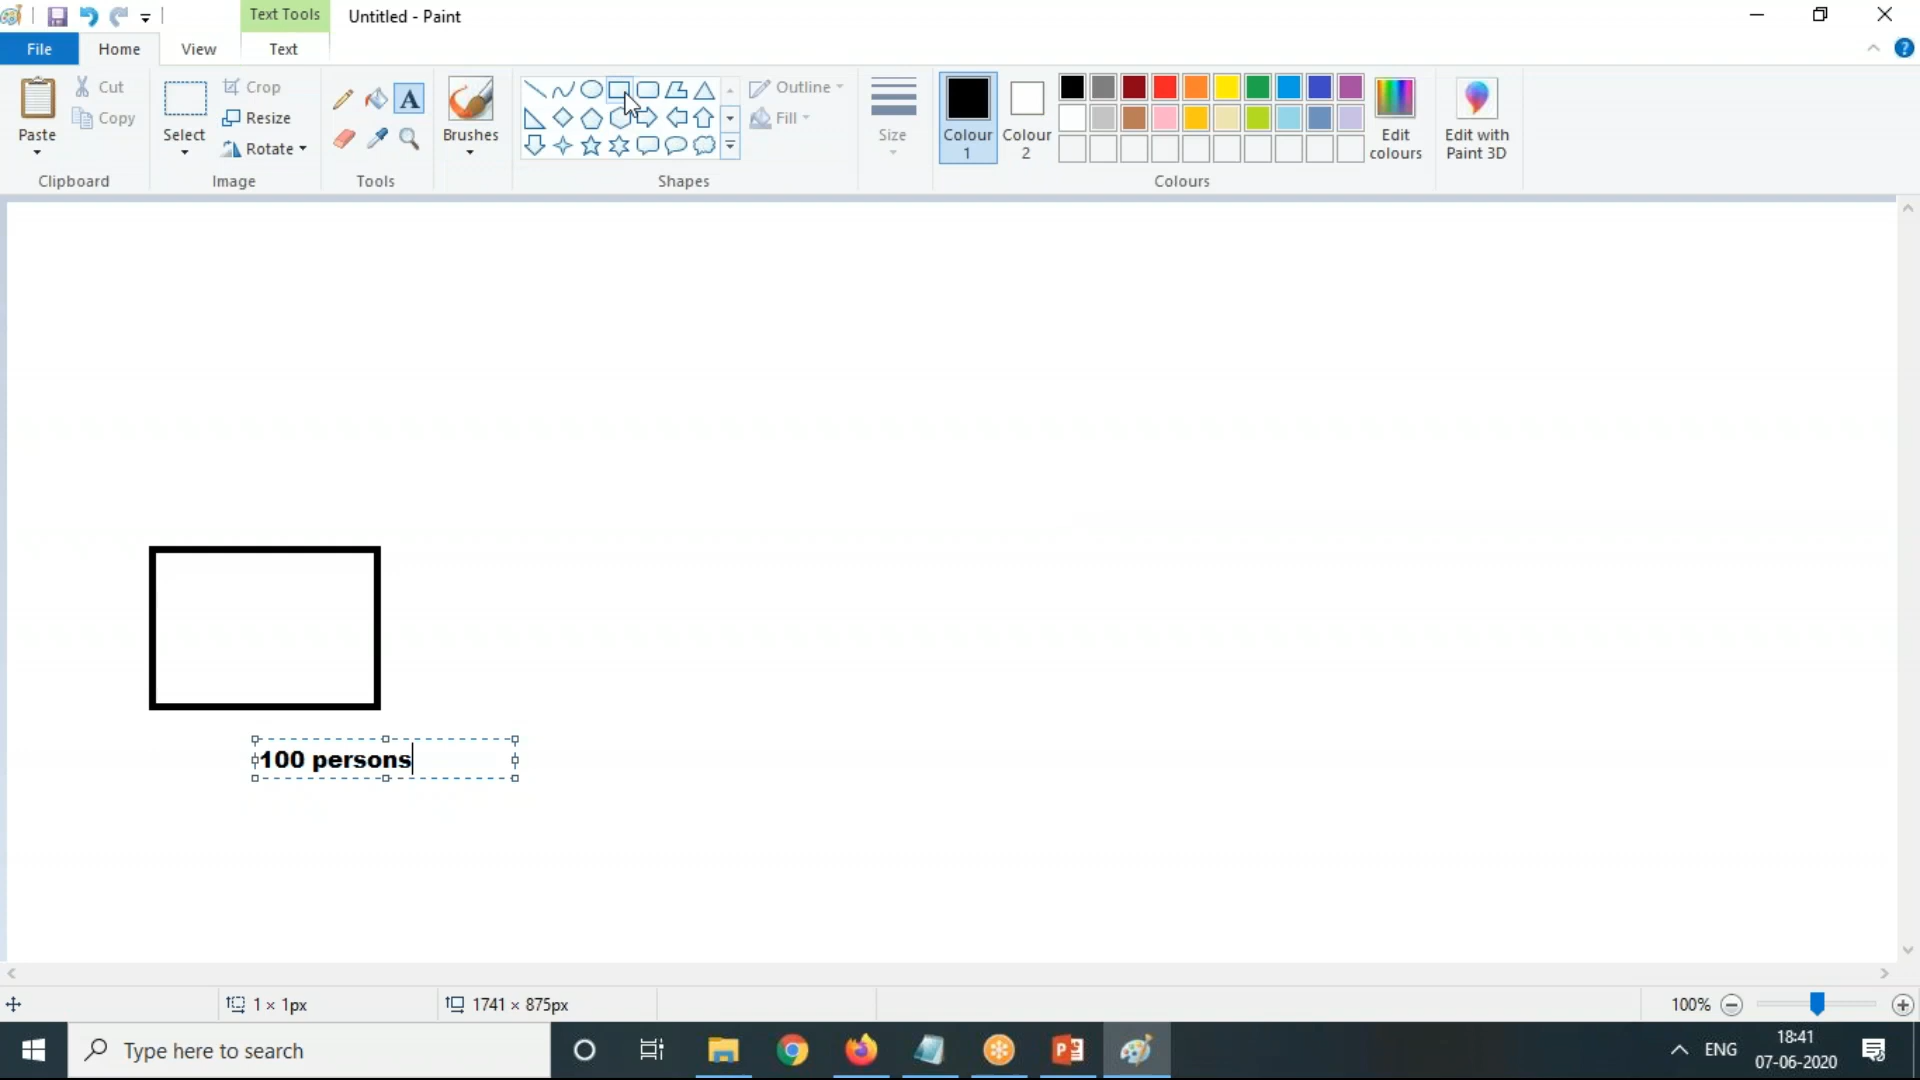 Text Tools
Untitled - Paint
File
Home
View
Text
Paste
Cut
Copy
Clipboard
Select
Crop
Resize
Rotate
Image
A
Tools
Brushes
Shapes
Outline
Fill
Size
Colour 1
Colour 2
Colours
Edit colours
Edit with Paint 3D
100 persons
1 × 1px
1741 × 875px
100%
Type here to search
ENG
18:41
07-06-2020